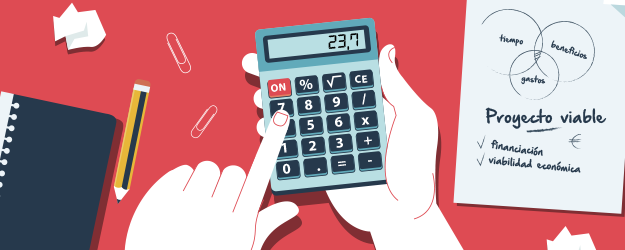 23,7
ON % √ CE
7 8 9 /
5 6 x
1 2 3 +
0 . = -
tiempo
beneficios
gastos
Proyecto viable
€
✓ financiación
✓ viabilidad económica